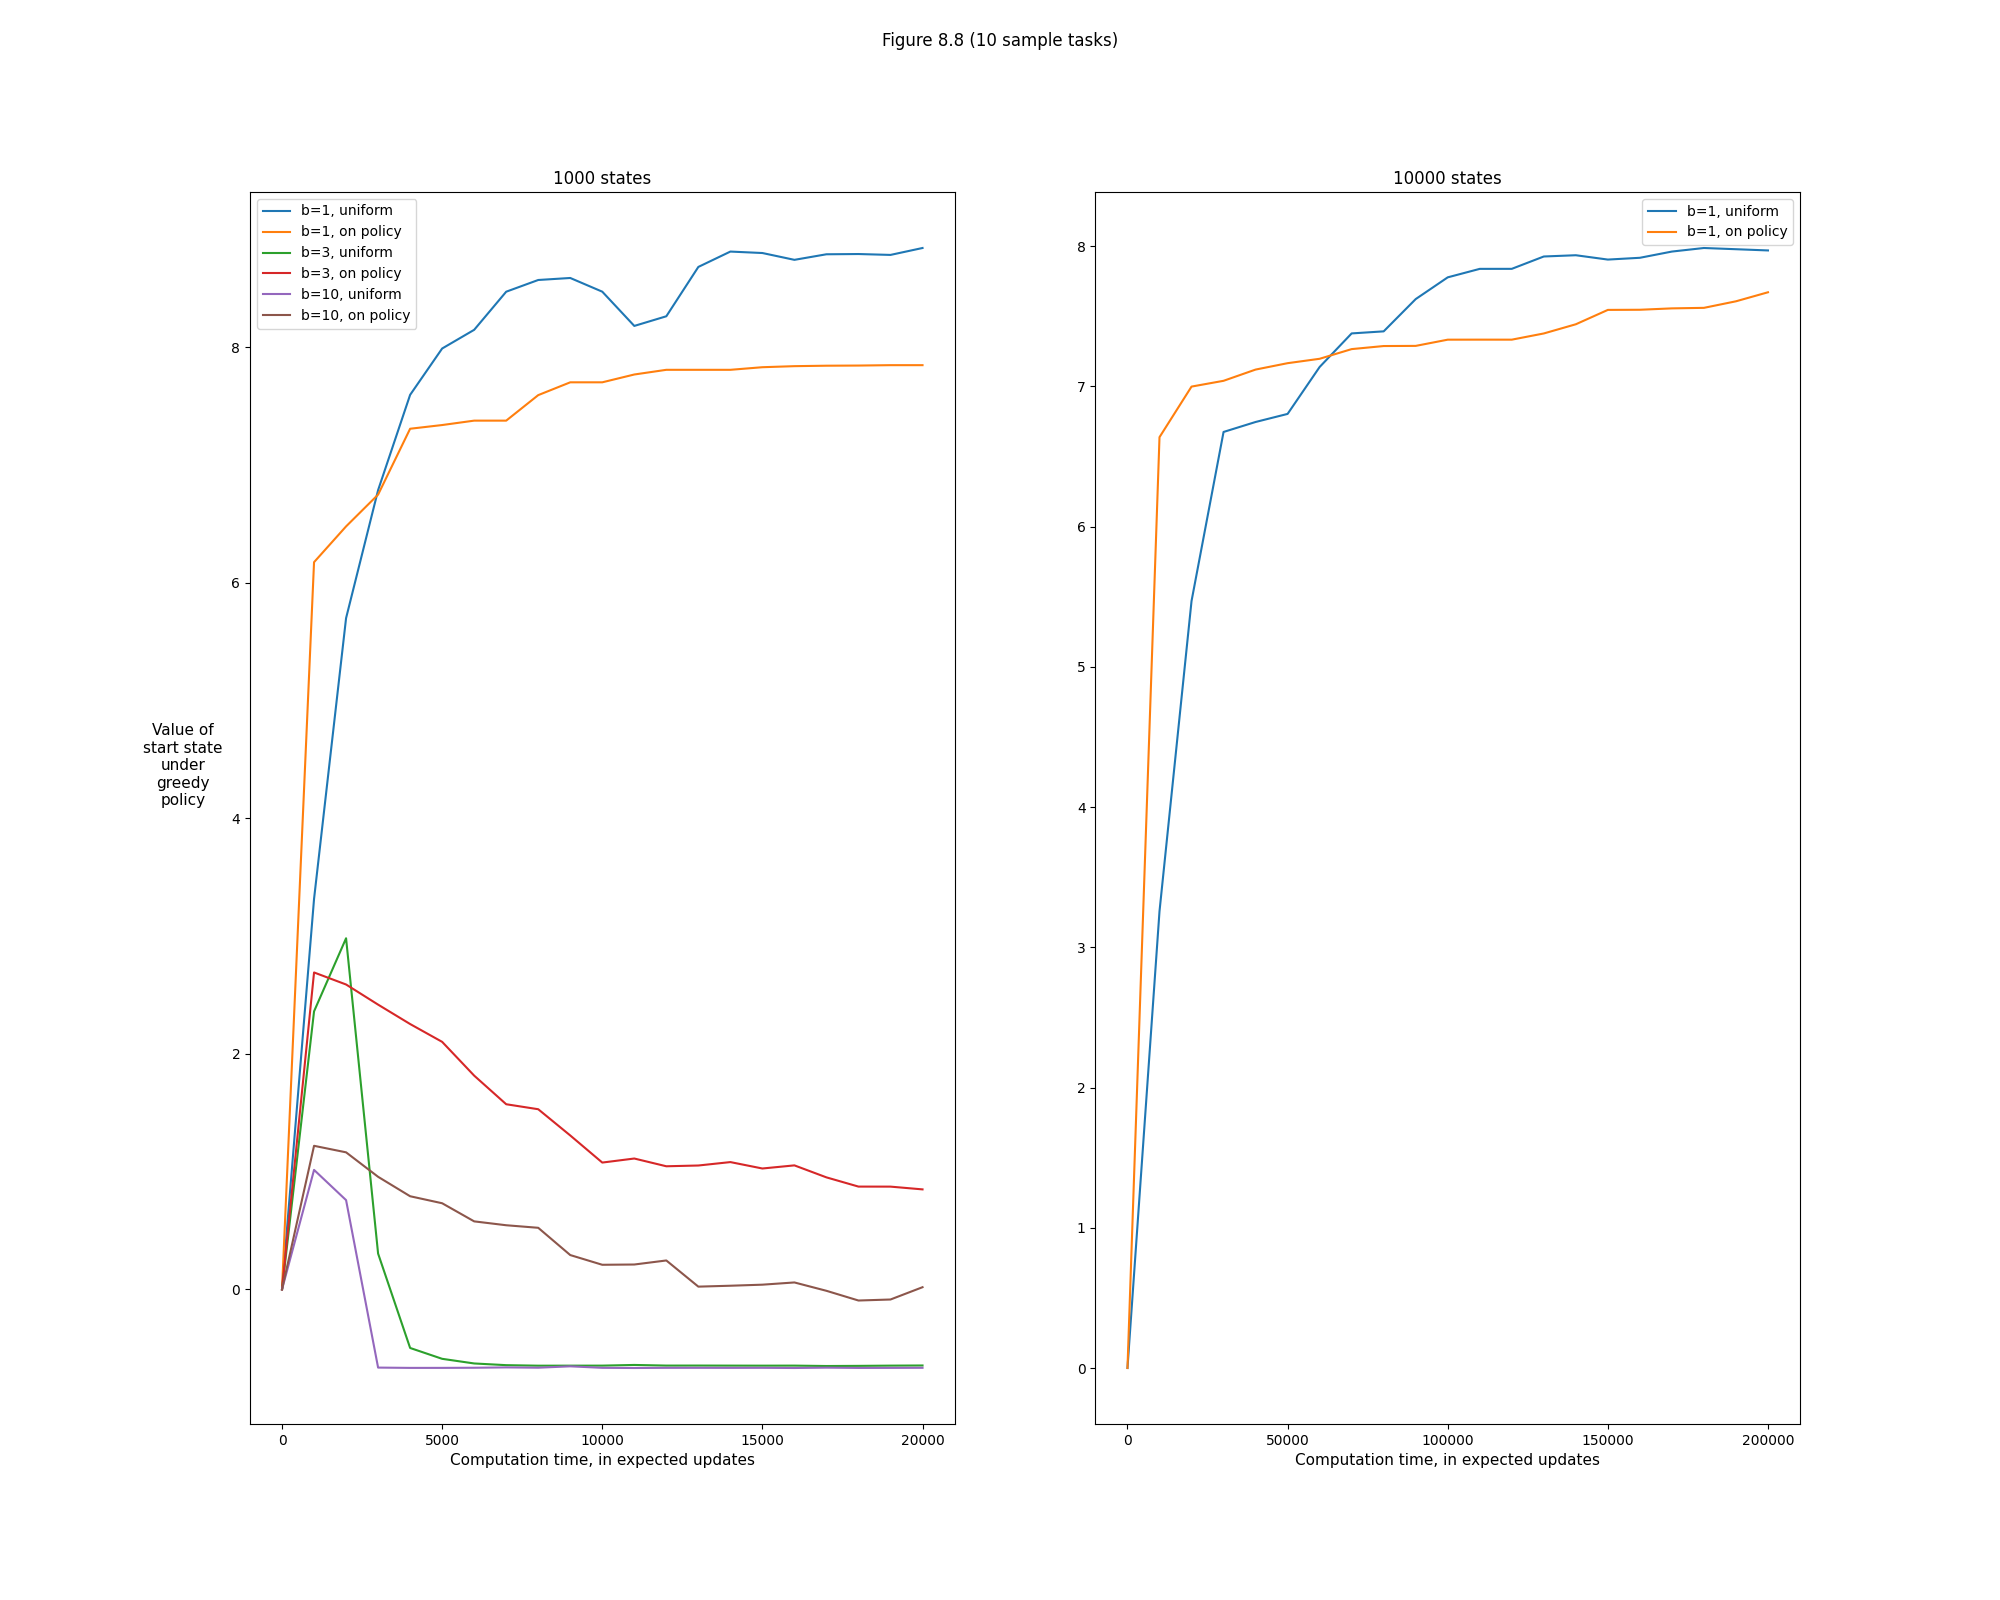 Figure 8.8 (10 sample tasks)
1000 states
b=1, uniform
b=1, on policy
b=3, uniform
b=3, on policy
b=10, uniform
b=10, on policy
8
6
4
2
0
Value of
start state
under
greedy
policy
0
5000
10000
15000
20000
Computation time, in expected updates
10000 states
b=1, uniform
b=1, on policy
8
7
6
5
4
3
2
1
0
0
50000
100000
150000
200000
Computation time, in expected updates